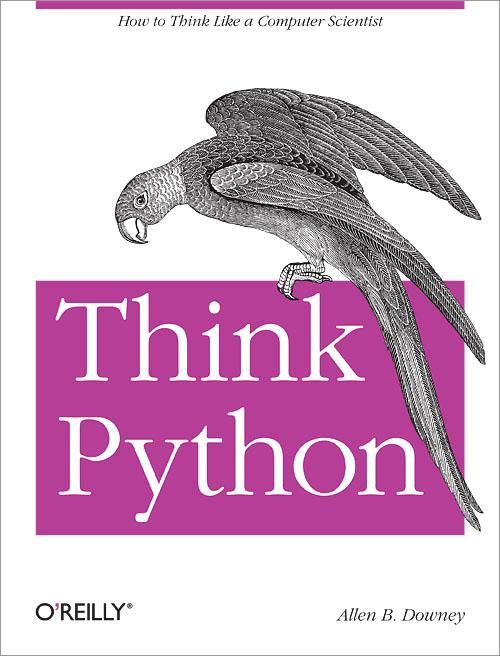 How to Think Like a Computer Scientist
Think
Python
O'REILLY® Allen B. Downey